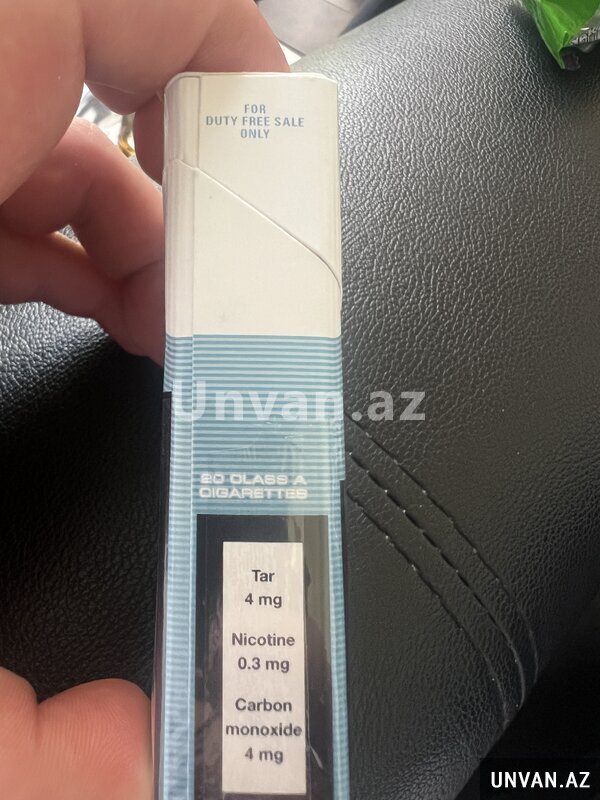 FOR
DUTY FREE SALE
ONLY
Unvan.az
20 CLASS A
CIGARETTES
Tar
4 mg
Nicotine
0.3 mg
Carbon
monoxide
4 mg
UNVAN.AZ